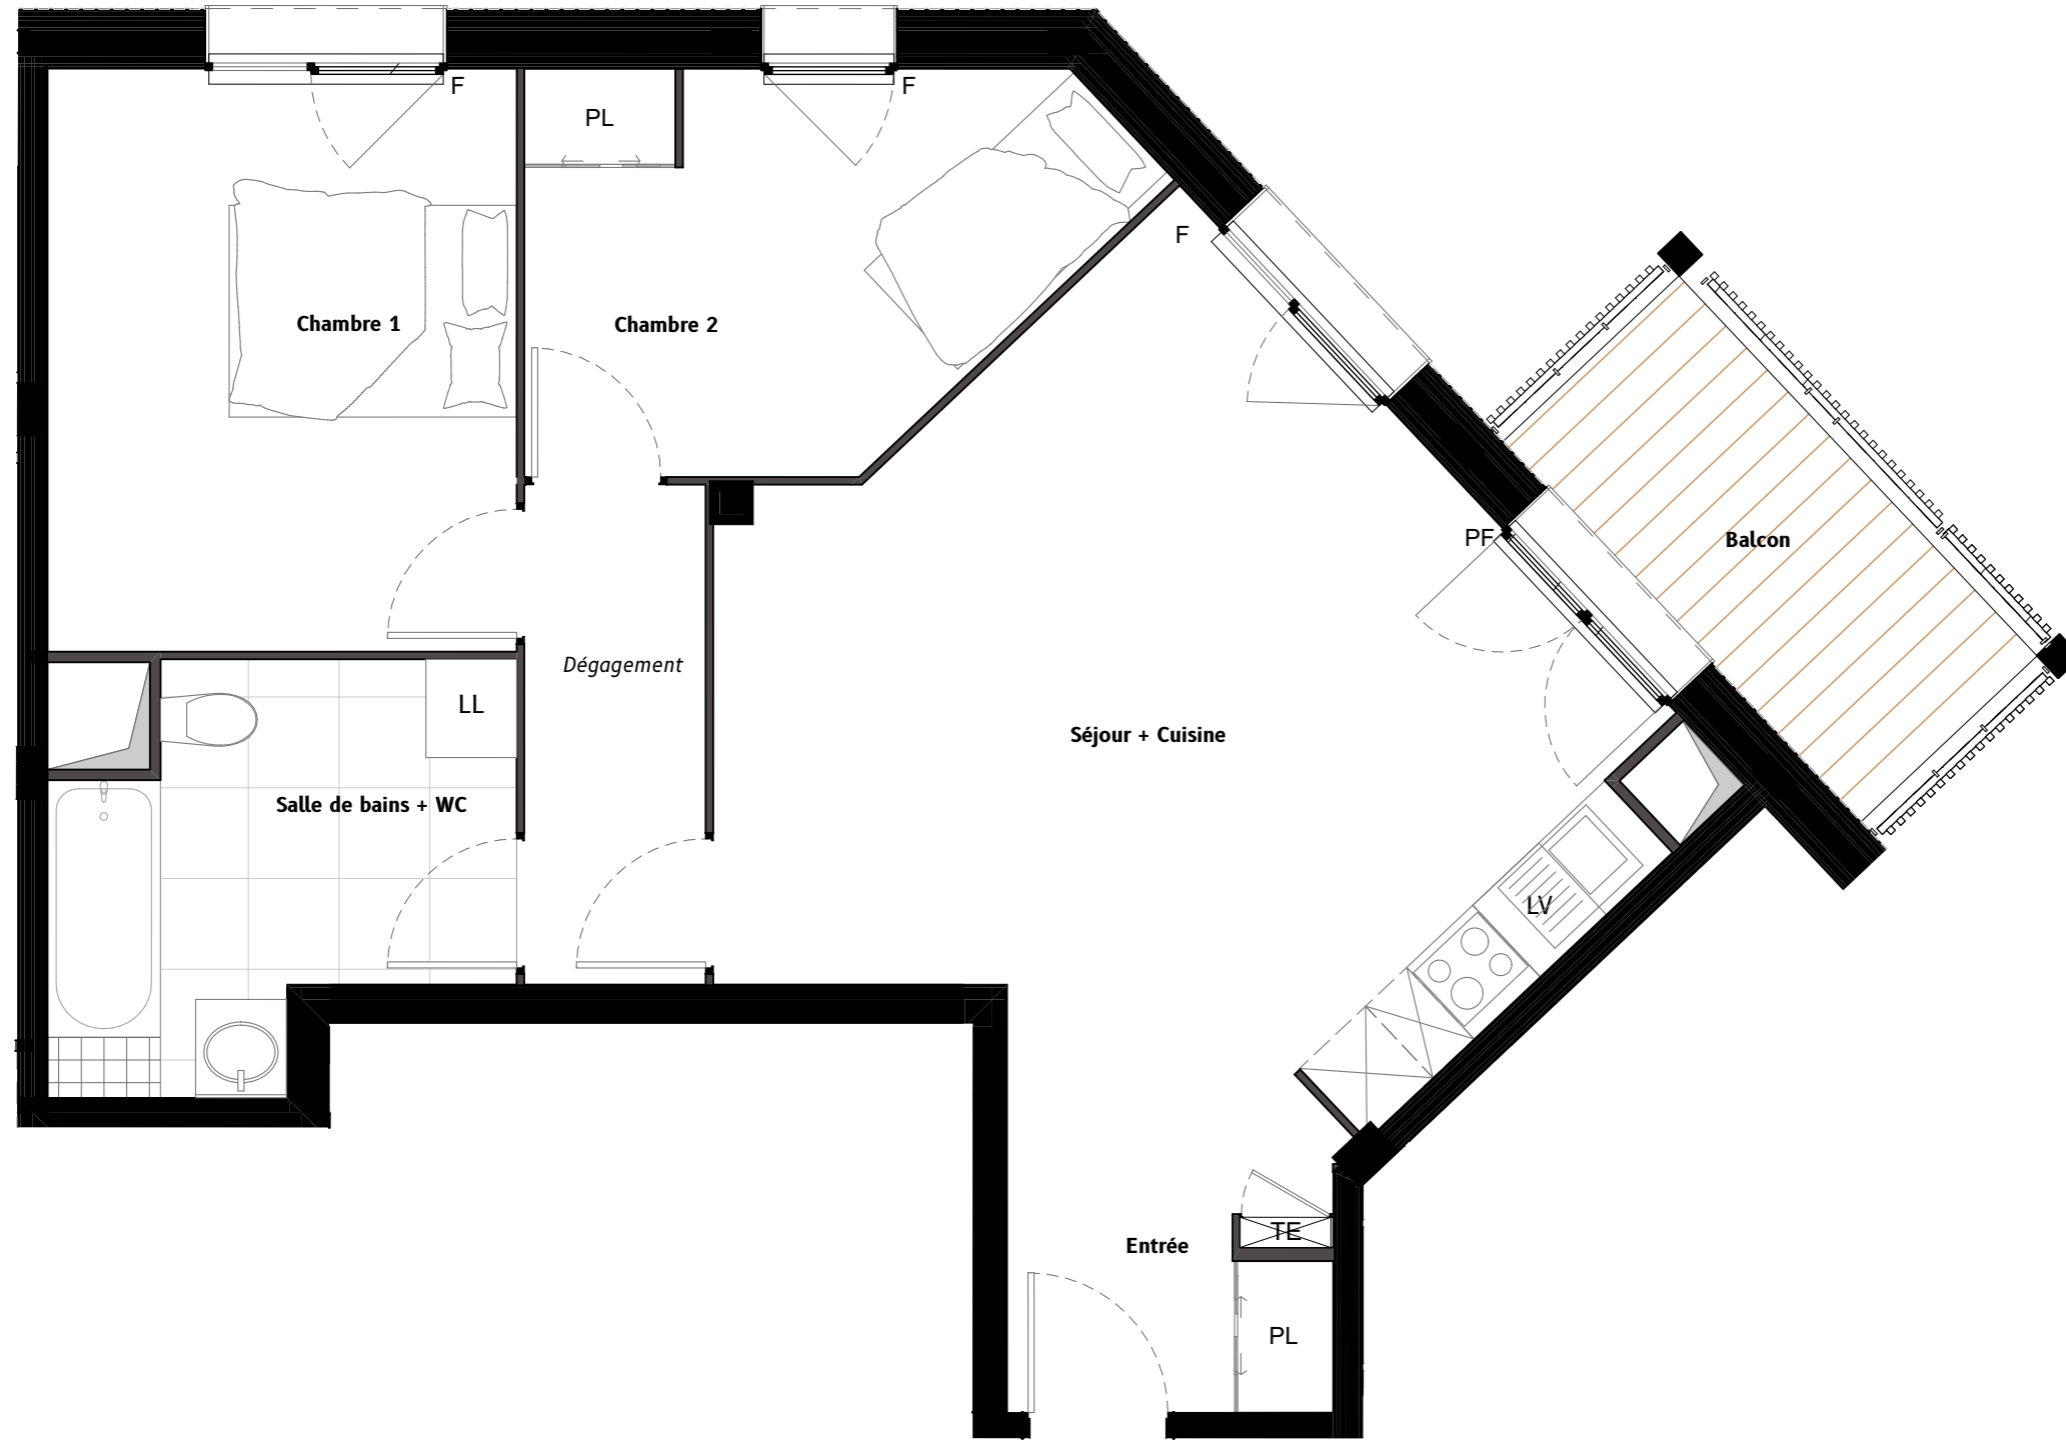 F
F
PL
F
Chambre 1
Chambre 2
PF
Balcon
Dégagement
LL
Séjour + Cuisine
Salle de bains + WC
LV
TE
Entrée
PL